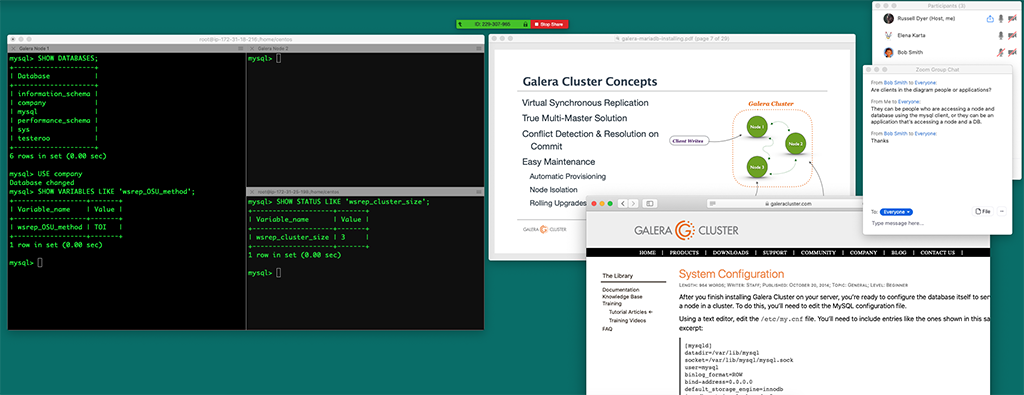 ID: 229-307-965
Stop Share
root@ip-172-31-18-216:/home/centos
Galera Node 1
mysql> SHOW DATABASES;
+--------------------+
| Database           |
+--------------------+
| information_schema |
| company            |
| mysql              |
| performance_schema |
| sys                |
| testeroo           |
+--------------------+
6 rows in set (0.00 sec)
mysql> USE company
Database changed
mysql> SHOW VARIABLES LIKE 'wsrep_OSU_method';
+------------------+-------+
| Variable_name    | Value |
+------------------+-------+
| wsrep_OSU_method | TOI   |
+------------------+-------+
1 row in set (0.00 sec)
mysql>
Galera Node 2
mysql>
root@ip-172-31-29-198:/home/centos
mysql> SHOW STATUS LIKE 'wsrep_cluster_size';
+--------------------+-------+
| Variable_name      | Value |
+--------------------+-------+
| wsrep_cluster_size | 3     |
+--------------------+-------+
1 row in set (0.00 sec)
mysql>
galera-mariadb-installing.pdf (page 7 of 29)
Galera Cluster Concepts
Virtual Synchronous Replication
True Multi-Master Solution
Conflict Detection & Resolution on
Commit
Easy Maintenance
Automatic Provisioning
Node Isolation
Rolling Upgrades
GALERA CLUSTER
Galera Cluster
Client Writes
Node 1
Node 2
Node 3
Participants (3)
Russell Dyer (Host, me)
Elena Karta
Bob Smith
Zoom Group Chat
From Bob Smith to Everyone:
Are clients in the diagram people or applications?
From Me to Everyone:
They can be people who are accessing a node and
database using the mysql client, or they can be an
application that's accessing a node and a DB.
From Bob Smith to Everyone:
Thanks
To: Everyone
File
Type message here...
galeracluster.com
GALERA CLUSTER
HOME | PRODUCTS | DOWNLOADS | SUPPORT | COMMUNITY | COMPANY | BLOG | CONTACT US |
The Library
Documentation
Knowledge Base
Training
Tutorial Articles ←
Training Videos
FAQ
System Configuration
Length: 964 words; Writer: Staff; Published: October 20, 2014; Topic: General; Level: Beginner
After you finish installing Galera Cluster on your server, you're ready to configure the database itself to ser
a node in a cluster. To do this, you'll need to edit the MySQL configuration file.
Using a text editor, edit the /etc/my.cnf file. You'll need to include entries like the ones shown in this sa
excerpt:
[mysqld]
datadir=/var/lib/mysql
socket=/var/lib/mysql/mysql.sock
user=mysql
binlog_format=ROW
bind-address=0.0.0.0
default_storage_engine=innodb